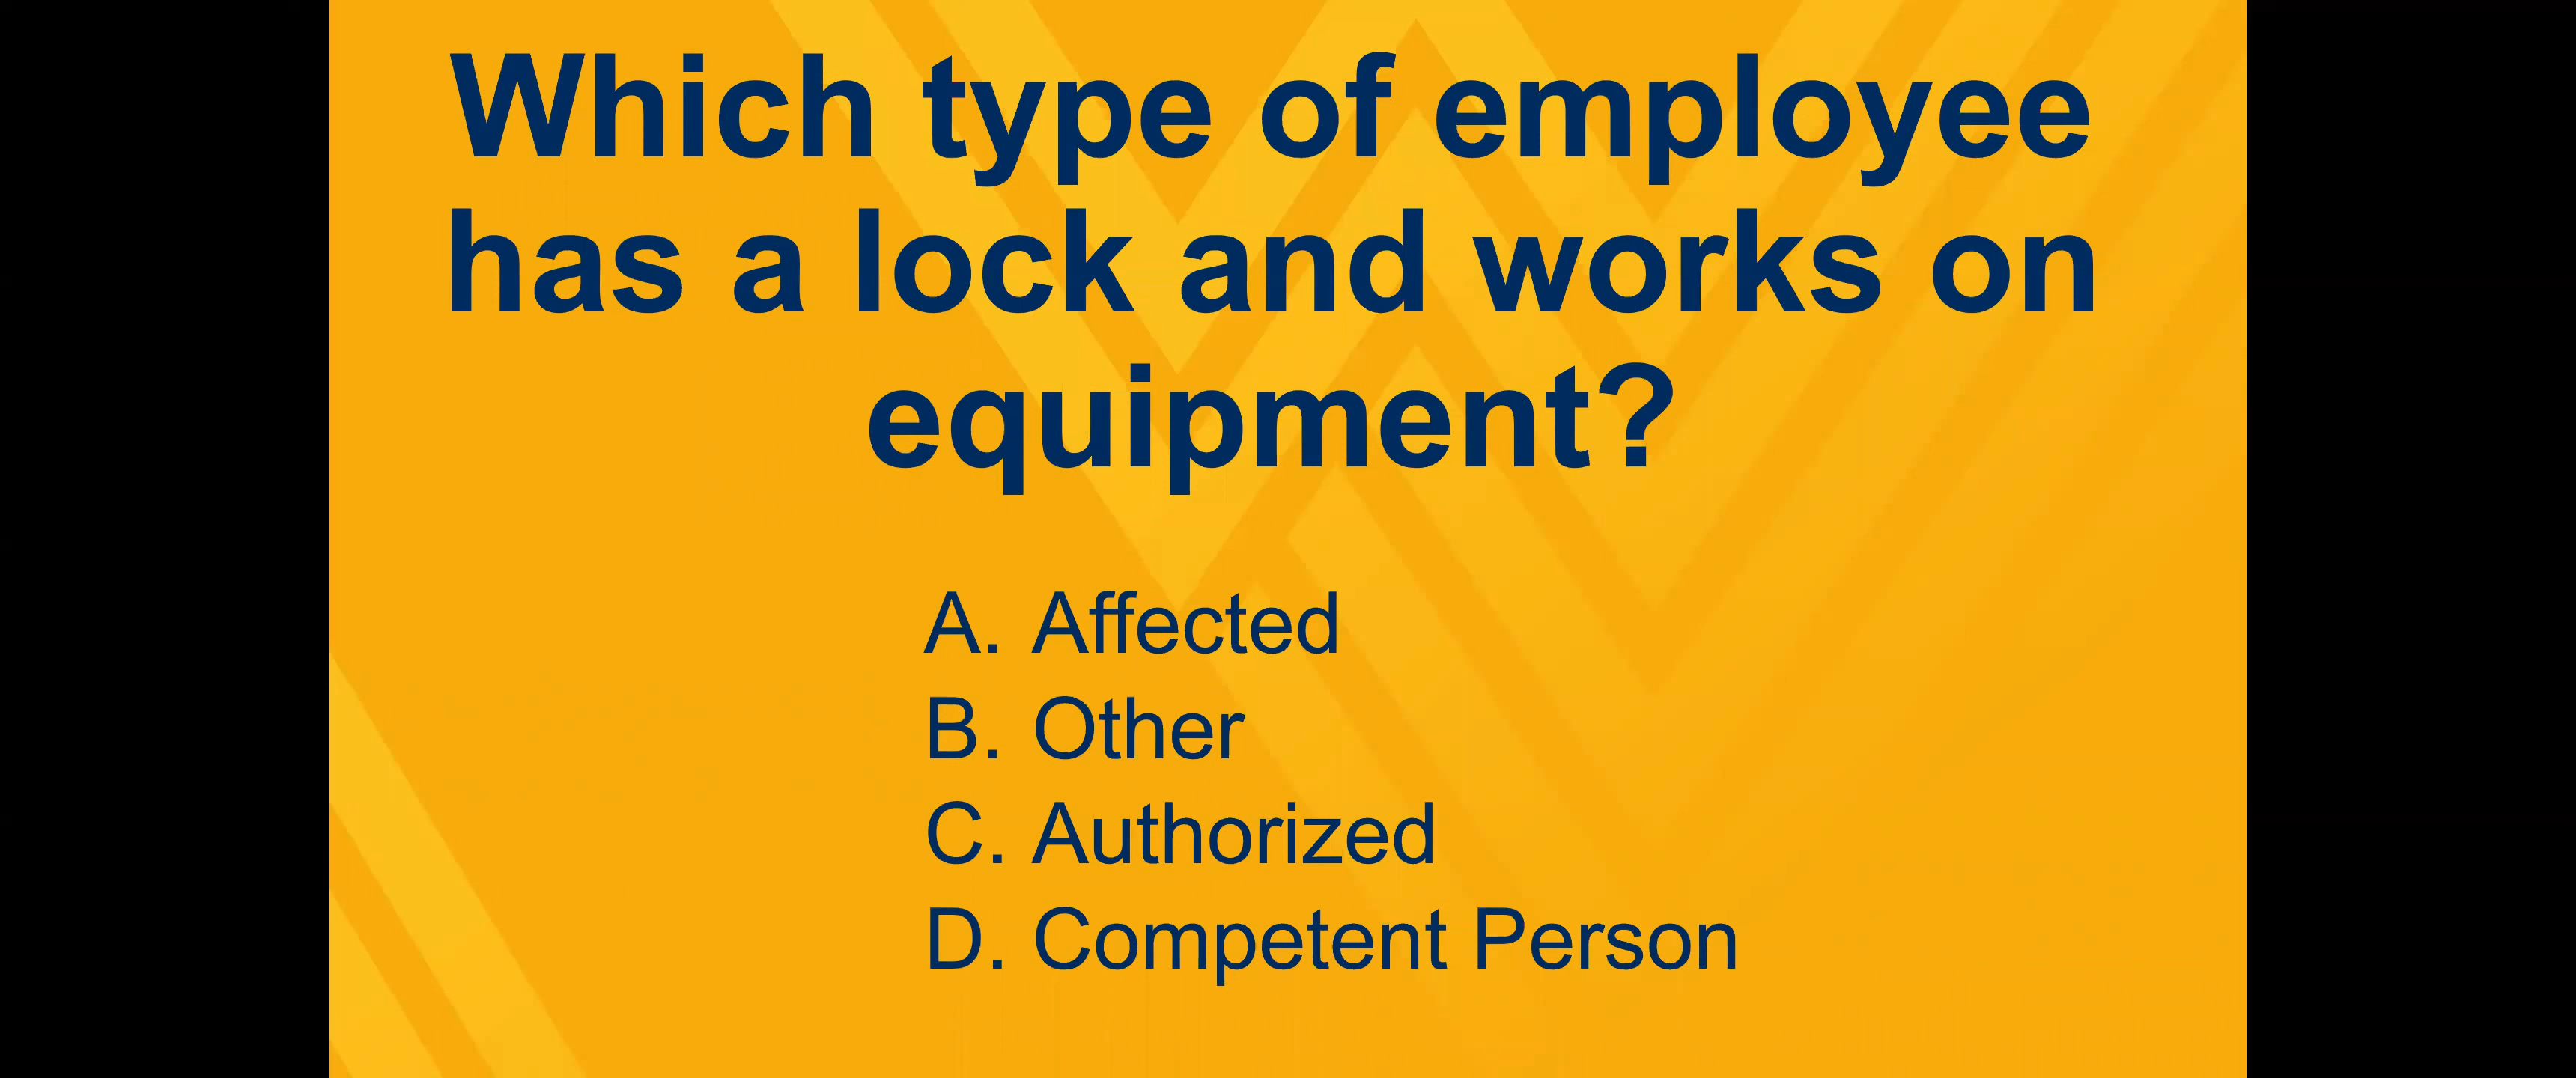 Which type of employee
has a lock and works on
equipment?
A. Affected
B. Other
C. Authorized
D. Competent Person